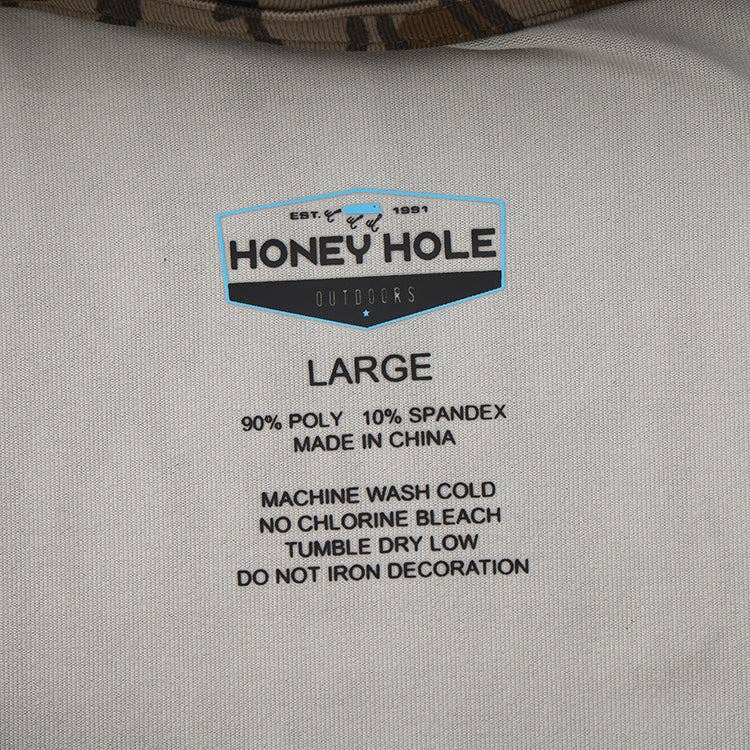 EST. 1991
HONEY HOLE
OUTDOORS
LARGE
90% POLY 10% SPANDEX
MADE IN CHINA
MACHINE WASH COLD
NO CHLORINE BLEACH
TUMBLE DRY LOW
DO NOT IRON DECORATION